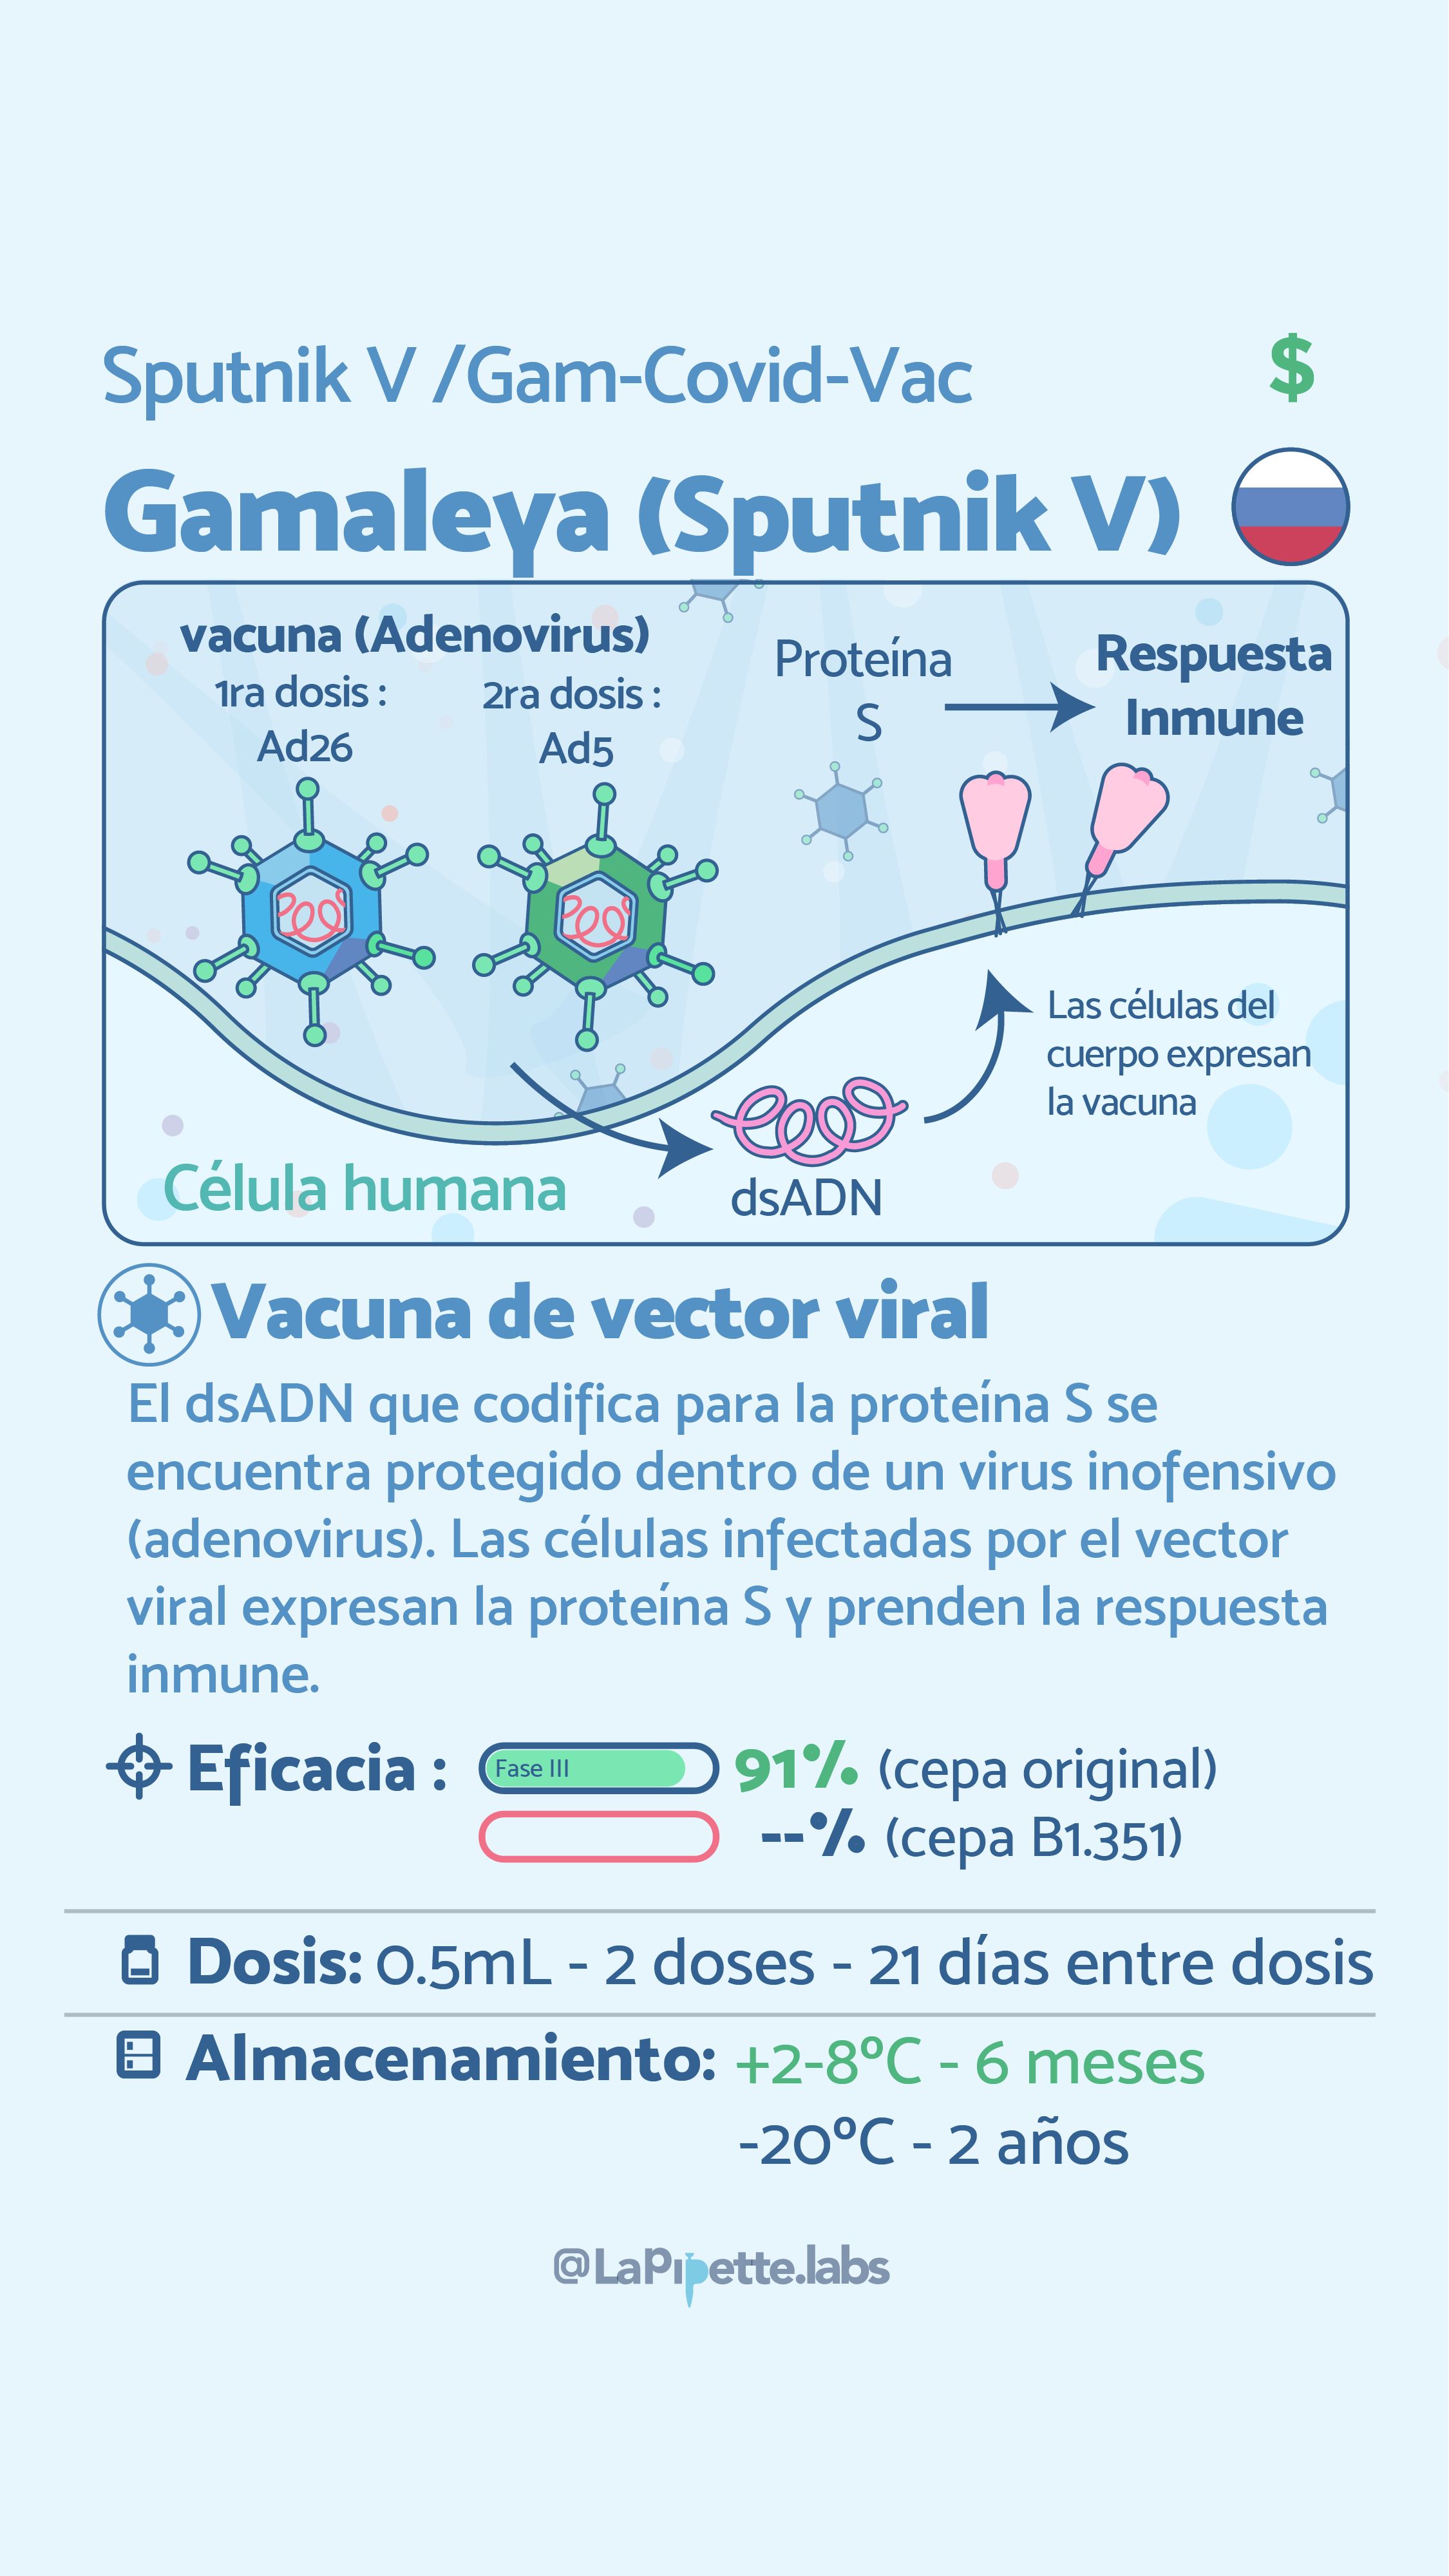 Sputnik V /Gam-Covid-Vac
$
Gamaleya (Sputnik V)
vacuna (Adenovirus)
1ra dosis :
Ad26
2ra dosis :
Ad5
Proteína
S
Respuesta
Inmune
Las células del
cuerpo expresan
la vacuna
Célula humana
dsADN
Vacuna de vector viral
El dsADN que codifica para la proteína S se
encuentra protegido dentro de un virus inofensivo
(adenovirus). Las células infectadas por el vector
viral expresan la proteína S y prenden la respuesta
inmune.
Eficacia : Fase III 91% (cepa original)
--% (cepa B1.351)
Dosis: 0.5mL - 2 doses - 21 días entre dosis
Almacenamiento: +2-8ºC - 6 meses
-20ºC - 2 años
@LaPipette.labs